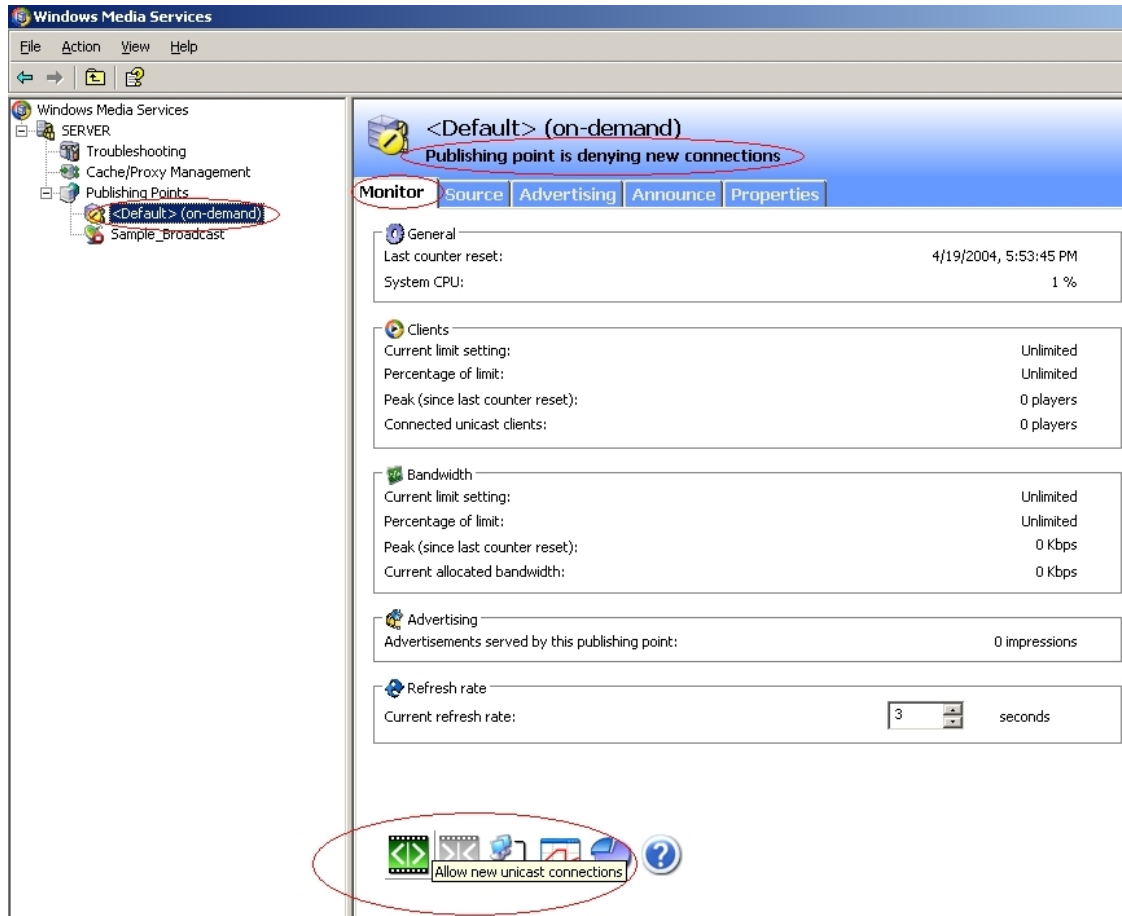 Windows Media Services
File Action View Help
Windows Media Services
SERVER
Troubleshooting
Cache/Proxy Management
Publishing Points
<Default> (on-demand)
Sample_Broadcast
<Default> (on-demand)
Publishing point is denying new connections
Monitor Source Advertising Announce Properties
General
Last counter reset: 4/19/2004, 5:53:45 PM
System CPU: 1 %
Clients
Current limit setting: Unlimited
Percentage of limit: Unlimited
Peak (since last counter reset): 0 players
Connected unicast clients: 0 players
Bandwidth
Current limit setting: Unlimited
Percentage of limit: Unlimited
Peak (since last counter reset): 0 Kbps
Current allocated bandwidth: 0 Kbps
Advertising
Advertisements served by this publishing point: 0 impressions
Refresh rate
Current refresh rate: 3 seconds
Allow new unicast connections